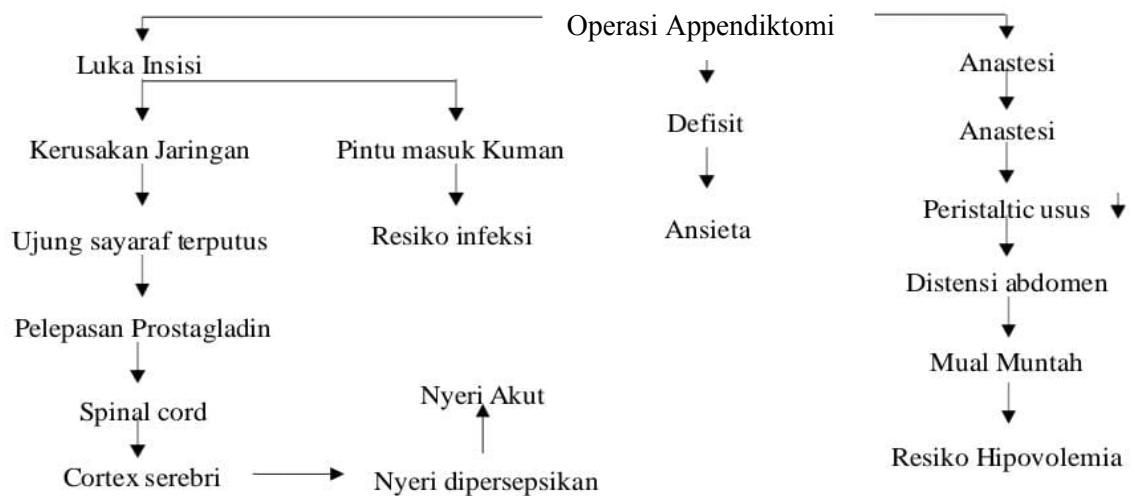 Operasi Appendiktomi
Luka Insisi
Anastesi
Kerusakan Jaringan
Pintu masuk Kuman
Defisit
Anastesi
Ujung sayaraf terputus
Resiko infeksi
Ansieta
Peristaltic usus
Pelepasan Prostagladin
Distensi abdomen
Spinal cord
Nyeri Akut
Mual Muntah
Cortex serebri
Nyeri dipersepsikan
Resiko Hipovolemia